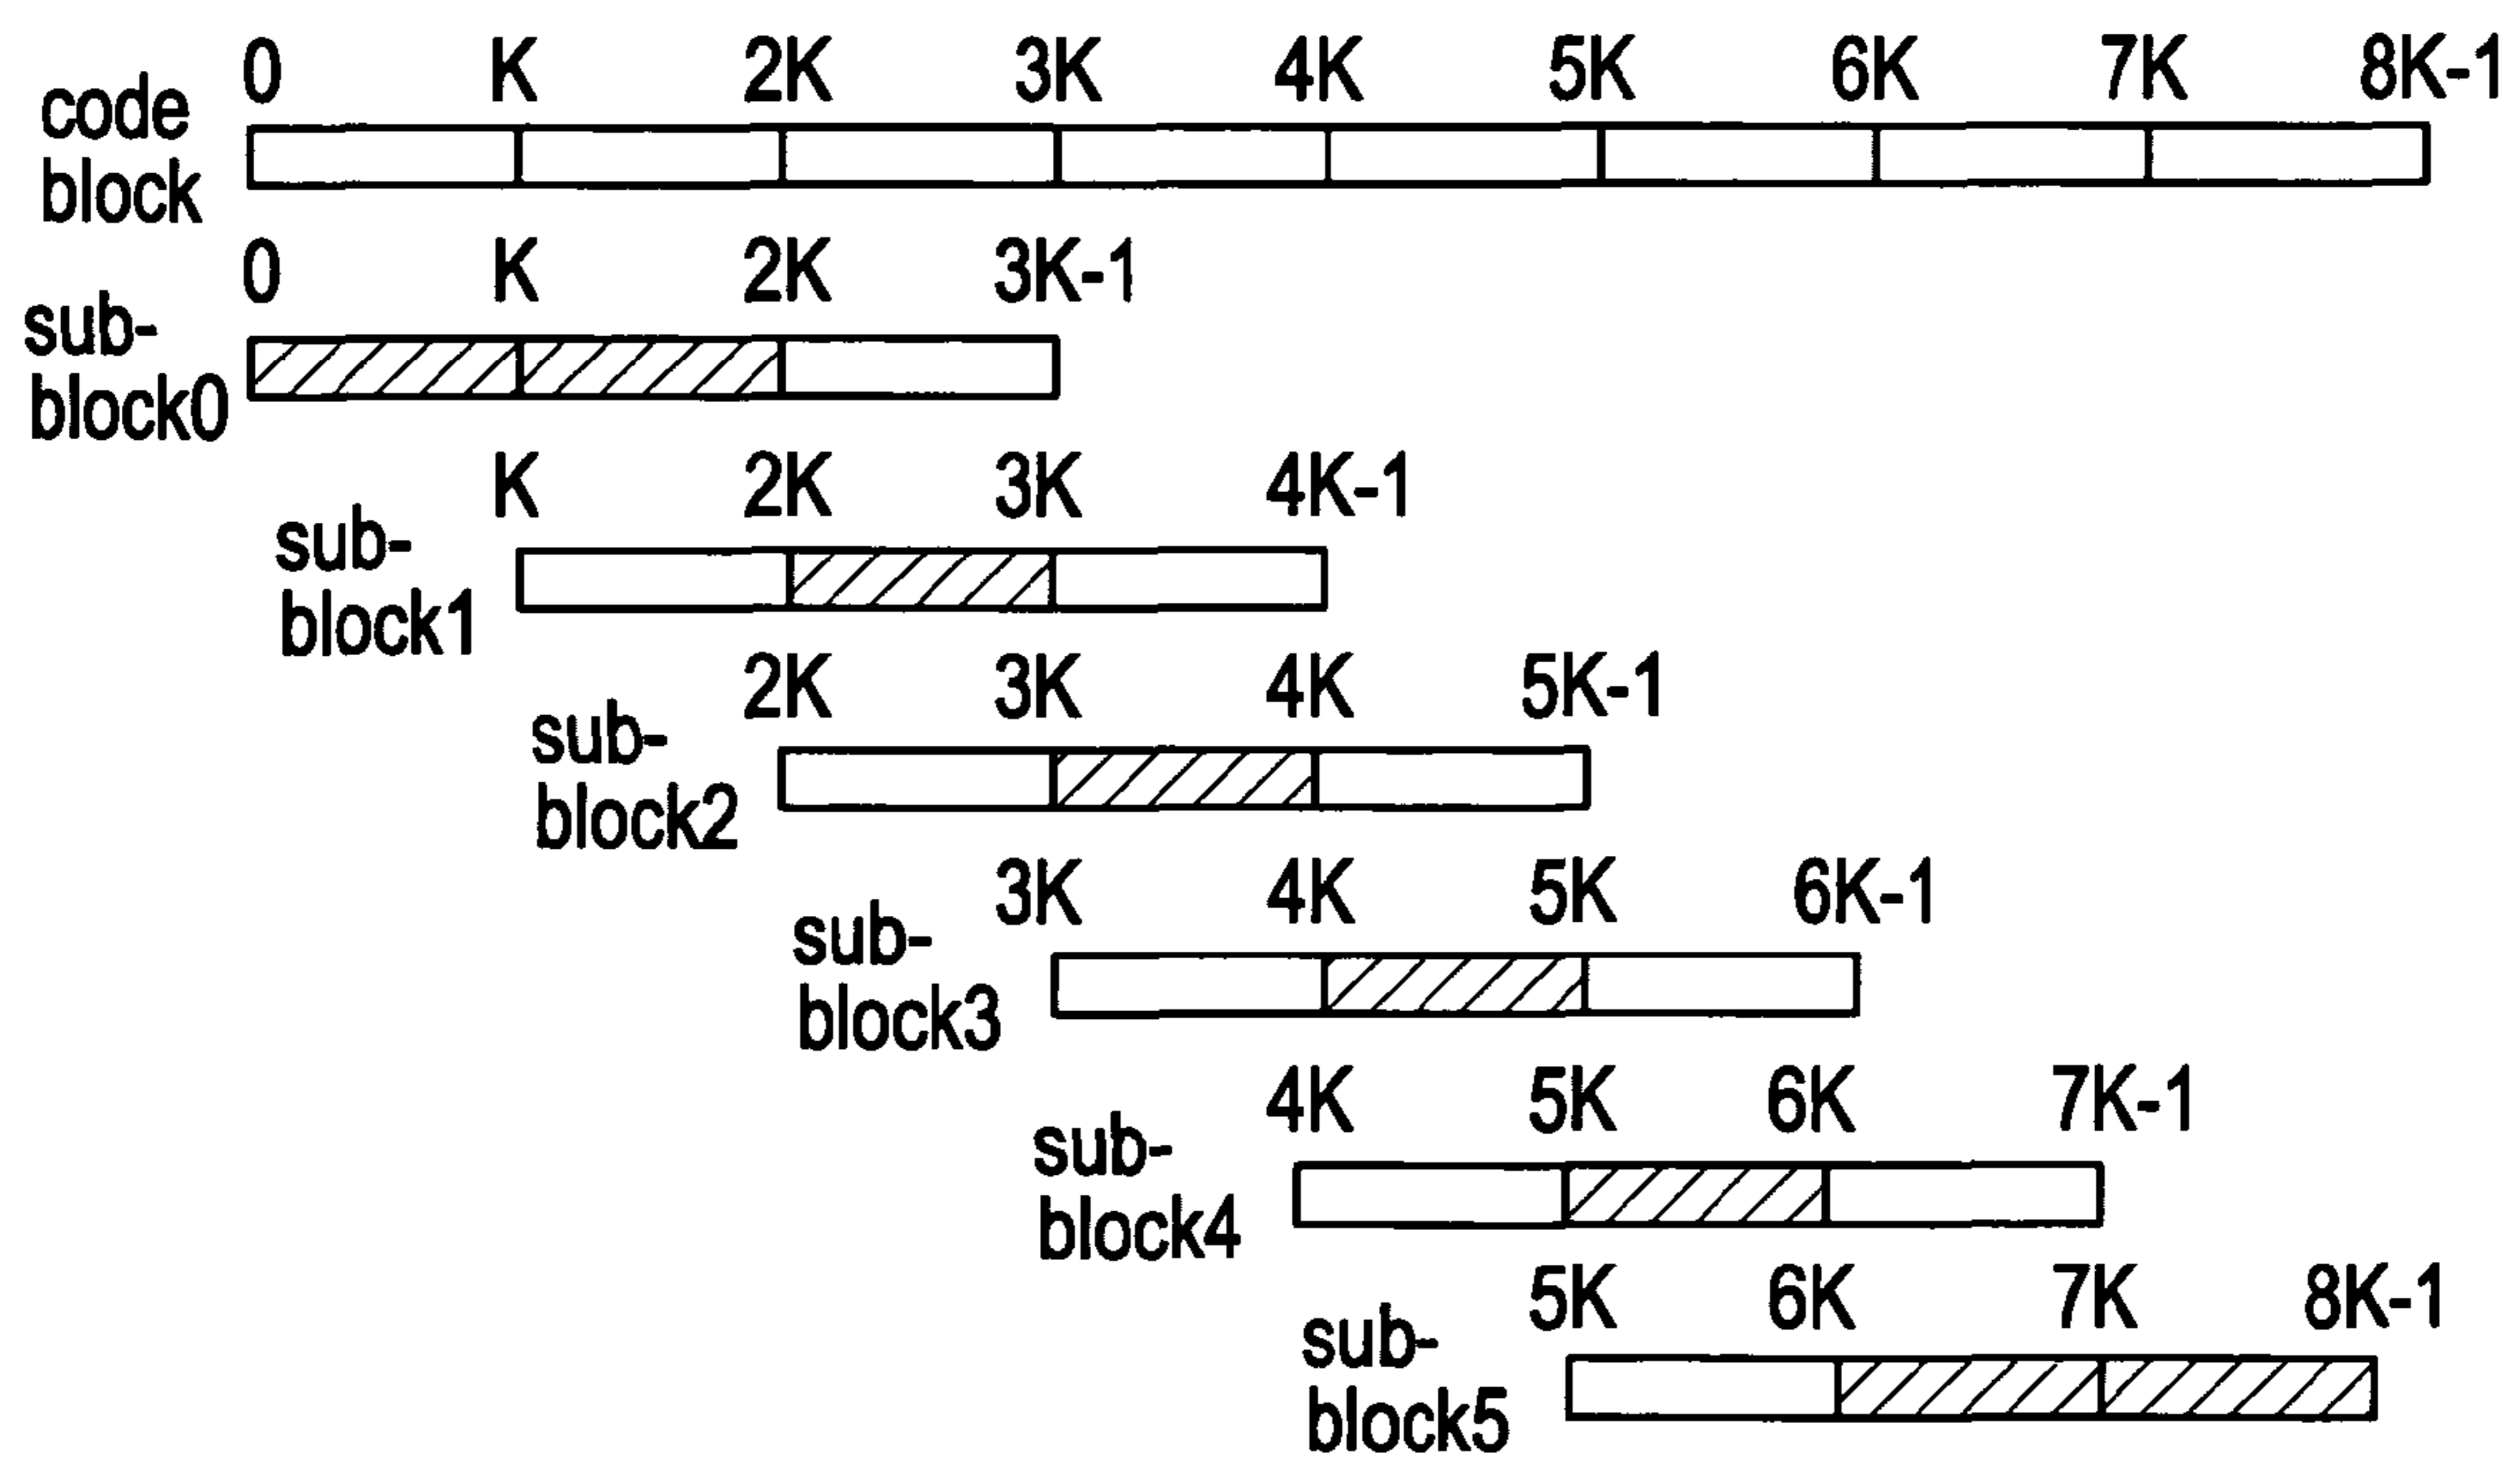 0 K 2K 3K 4K 5K 6K 7K 8K-1
code
block
0 K 2K 3K-1
sub-
block0
K 2K 3K 4K-1
sub-
block1
2K 3K 4K 5K-1
sub-
block2
3K 4K 5K 6K-1
sub-
block3
4K 5K 6K 7K-1
sub-
block4
5K 6K 7K 8K-1
sub-
block5